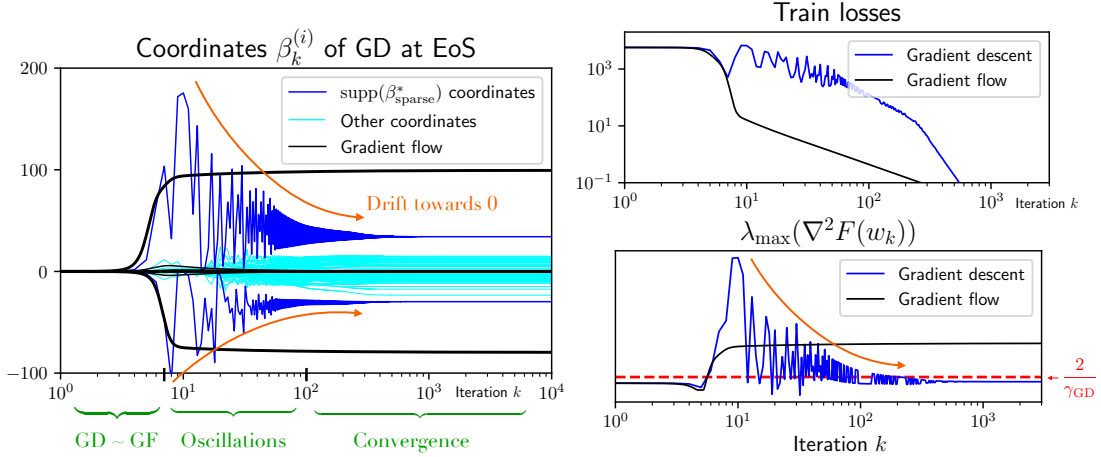 Coordinates β_k^{(i)} of GD at EoS
200
100
0
−100
supp(β*_sparse) coordinates
Other coordinates
Gradient flow
Drift towards 0
10^0
10^1
10^2
10^3
10^4
Iteration k
GD ~ GF
Oscillations
Convergence
Train losses
10^3
10^1
10^{−1}
Gradient descent
Gradient flow
10^0
10^1
10^2
10^3
Iteration k
λ_max(∇²F(w_k))
Gradient descent
Gradient flow
2
γ_GD
10^0
10^1
10^2
10^3
Iteration k